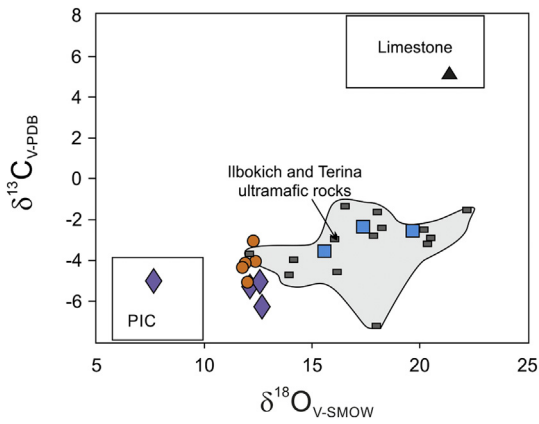 8
6
4
2
0
-2
-4
-6
δ13CV-PDB
Limestone
Ilbokich and Terina
ultramafic rocks
PIC
5 10 15 20 25
δ18OV-SMOW